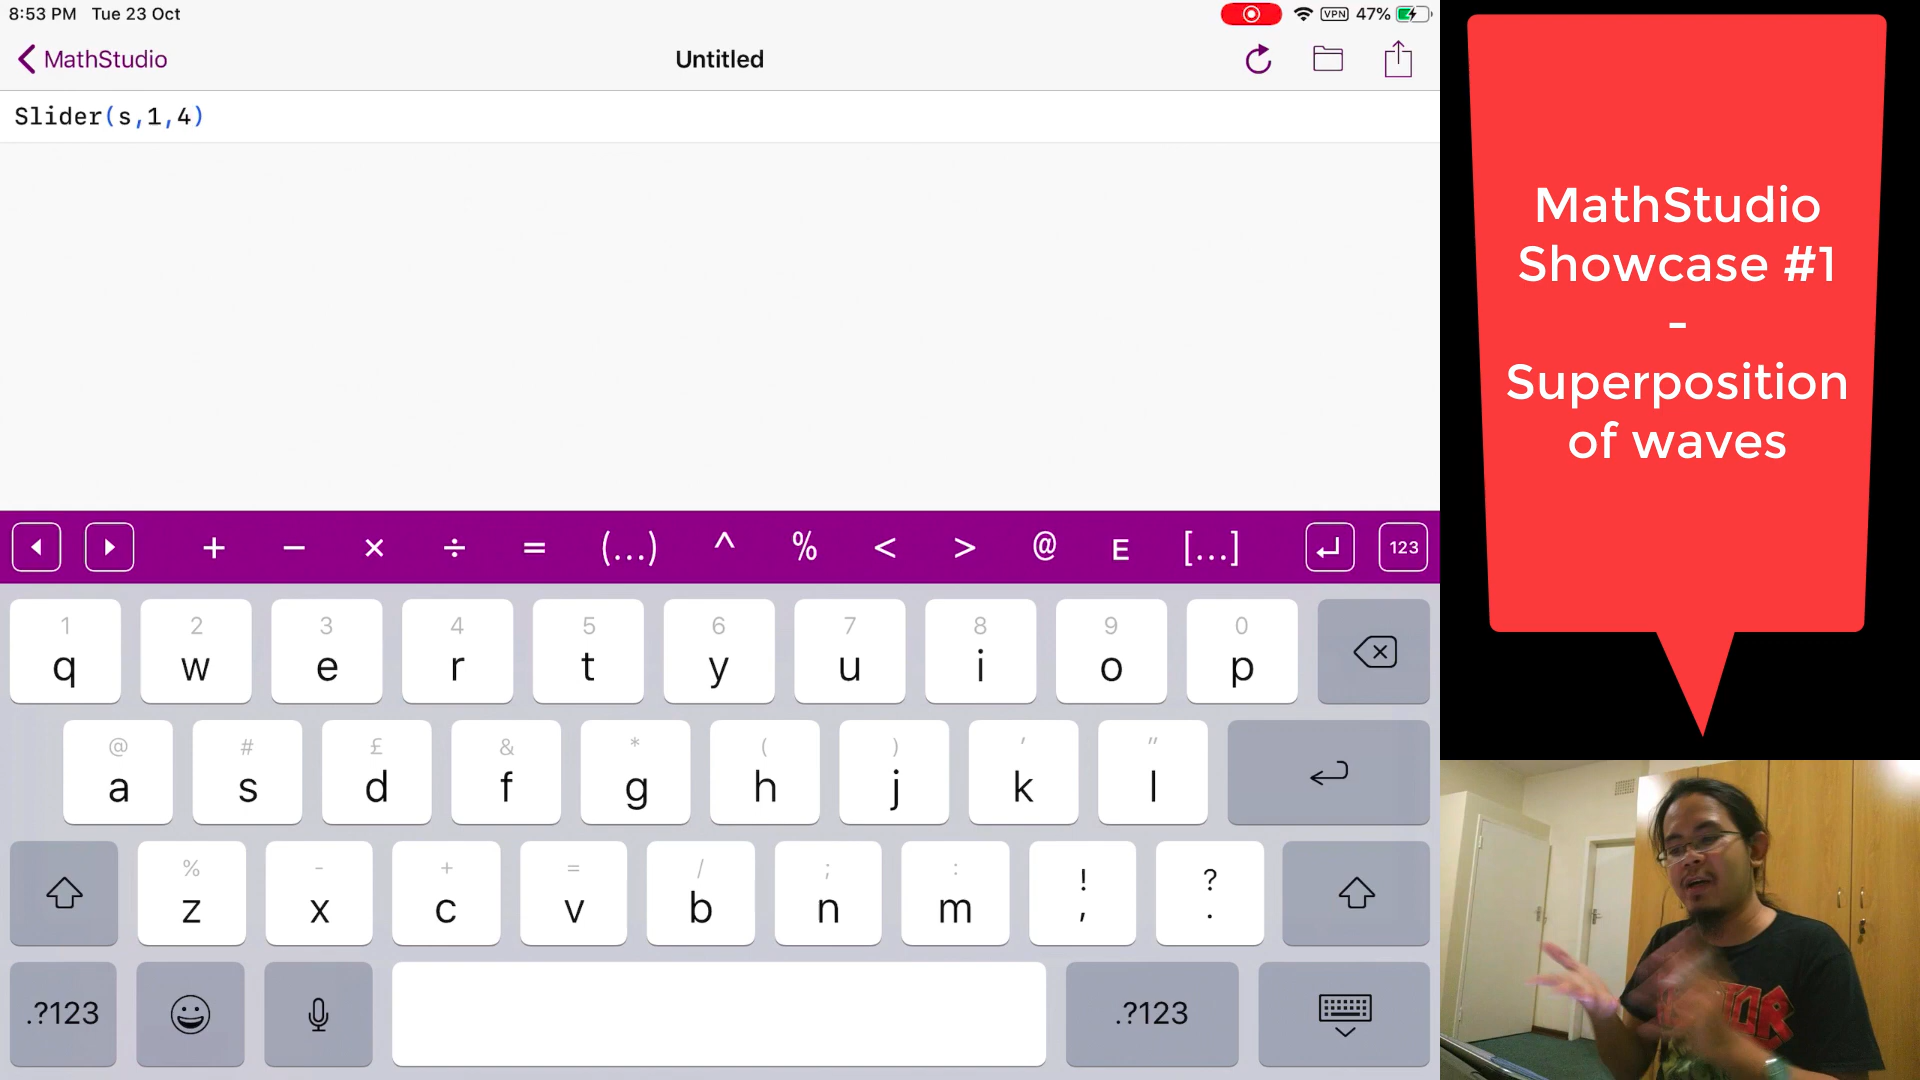 8:53 PM Tue 23 Oct
VPN 47%
MathStudio
Untitled
Slider(s,1,4)
+ − × ÷ = (...) ^ % < > @ E [...] 123
1 2 3 4 5 6 7 8 9 0
q w e r t y u i o p
@ # £ & * ( ) ' "
a s d f g h j k l
% - + = / ; : ! ?
z x c v b n m , .
.?123 .?123
MathStudio
Showcase #1
-
Superposition
of waves